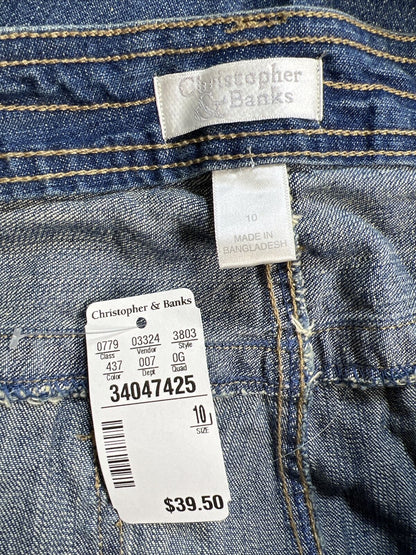 Christopher
& Banks
10
MADE IN
BANGLADESH
Christopher & Banks
0779 03324 3803
Class Vendor Style
437 007 0G
Color Dept Quad
34047425
10
SIZE
$39.50